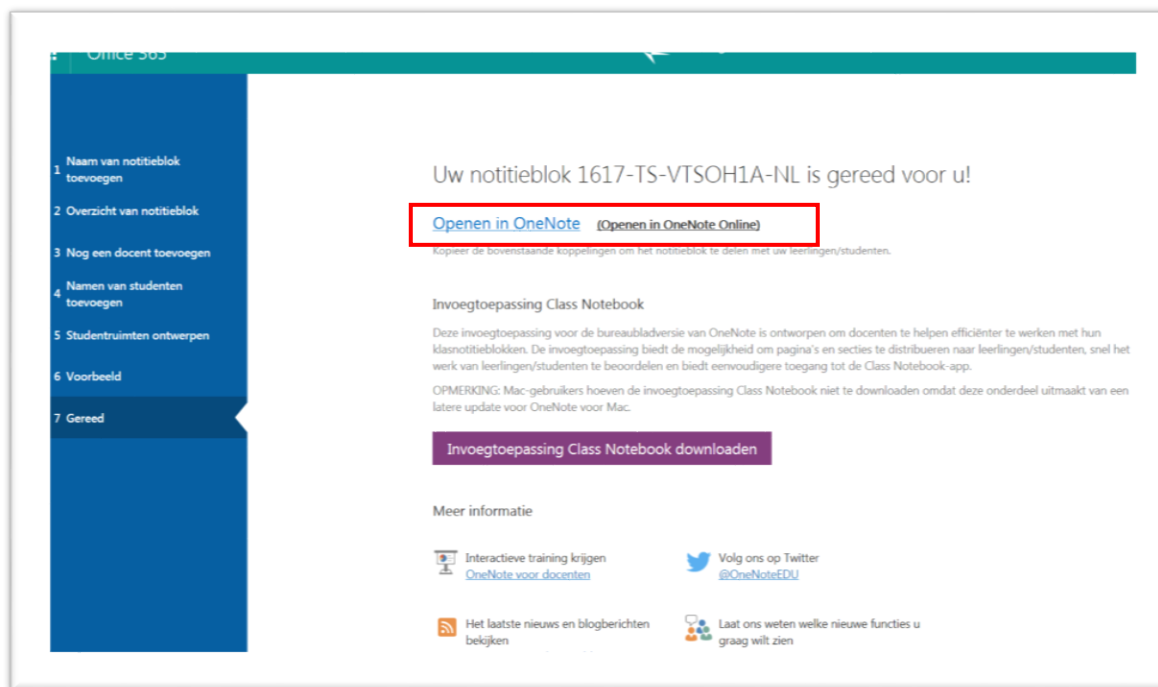 Office 365
1 Naam van notitieblok
toevoegen
2 Overzicht van notitieblok
3 Nog een docent toevoegen
4 Namen van studenten
toevoegen
5 Studentruimten ontwerpen
6 Voorbeeld
7 Gereed
Uw notitieblok 1617-TS-VTSOH1A-NL is gereed voor u!
Openen in OneNote (Openen in OneNote Online)
Kopieer de bovenstaande koppelingen om het notitieblok te delen met uw leerlingen/studenten.
Invoegtoepassing Class Notebook
Deze invoegtoepassing voor de bureaubladversie van OneNote is ontworpen om docenten te helpen efficiënter te werken met hun
klasnotitieblokken. De invoegtoepassing biedt de mogelijkheid om pagina's en secties te distribueren naar leerlingen/studenten, snel het
werk van leerlingen/studenten te beoordelen en biedt eenvoudigere toegang tot de Class Notebook-app.
OPMERKING: Mac-gebruikers hoeven de invoegtoepassing Class Notebook niet te downloaden omdat deze onderdeel uitmaakt van een
latere update voor OneNote voor Mac.
Invoegtoepassing Class Notebook downloaden
Meer informatie
Interactieve training krijgen
OneNote voor docenten
Volg ons op Twitter
@OneNoteEDU
Het laatste nieuws en blogberichten
bekijken
Laat ons weten welke nieuwe functies u
graag wilt zien